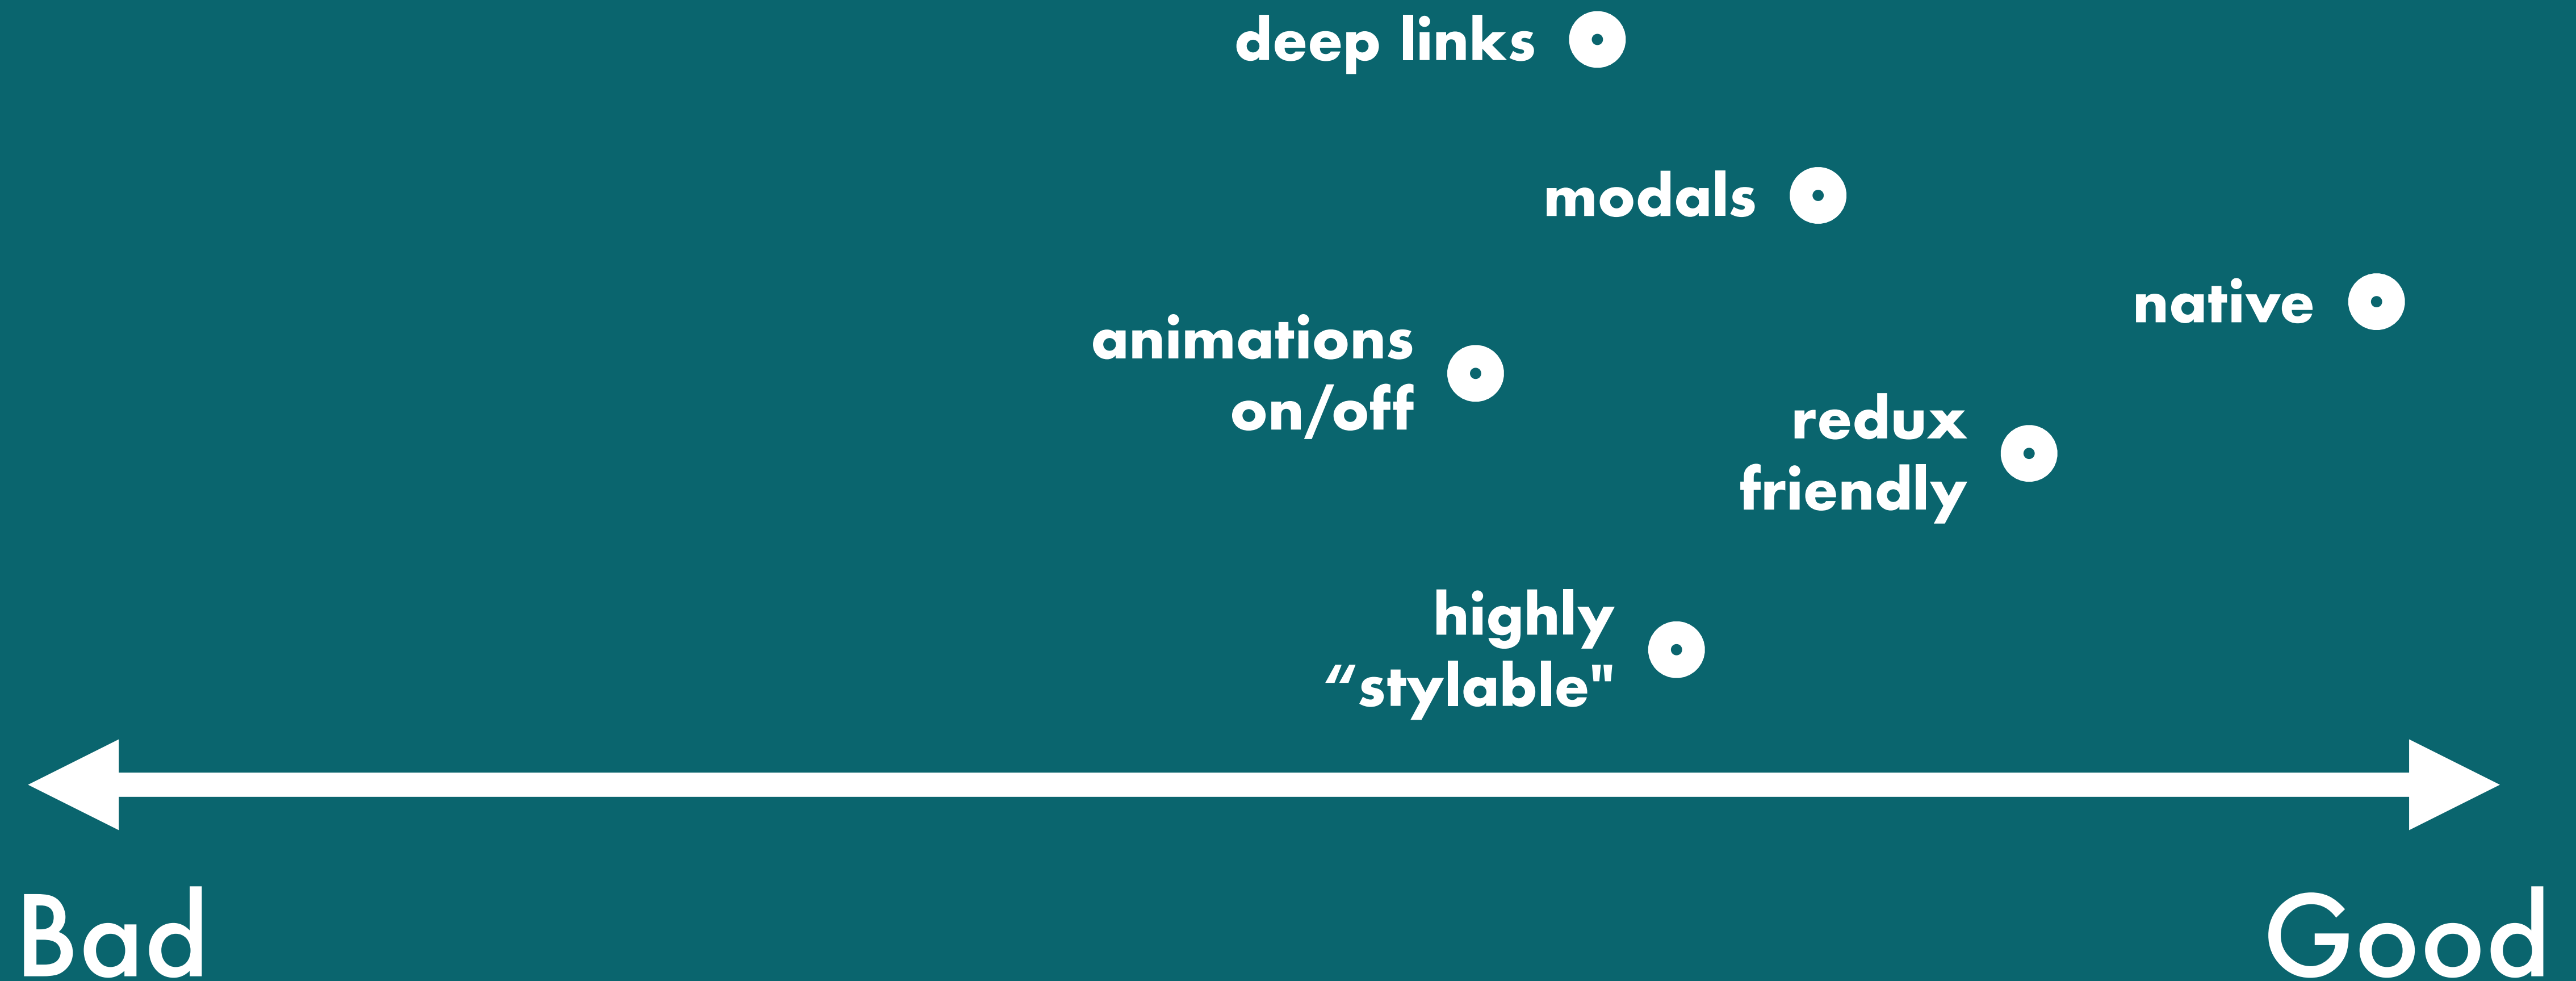 deep links
modals
native
animations
on/off
redux
friendly
highly
“stylable"
Bad
Good